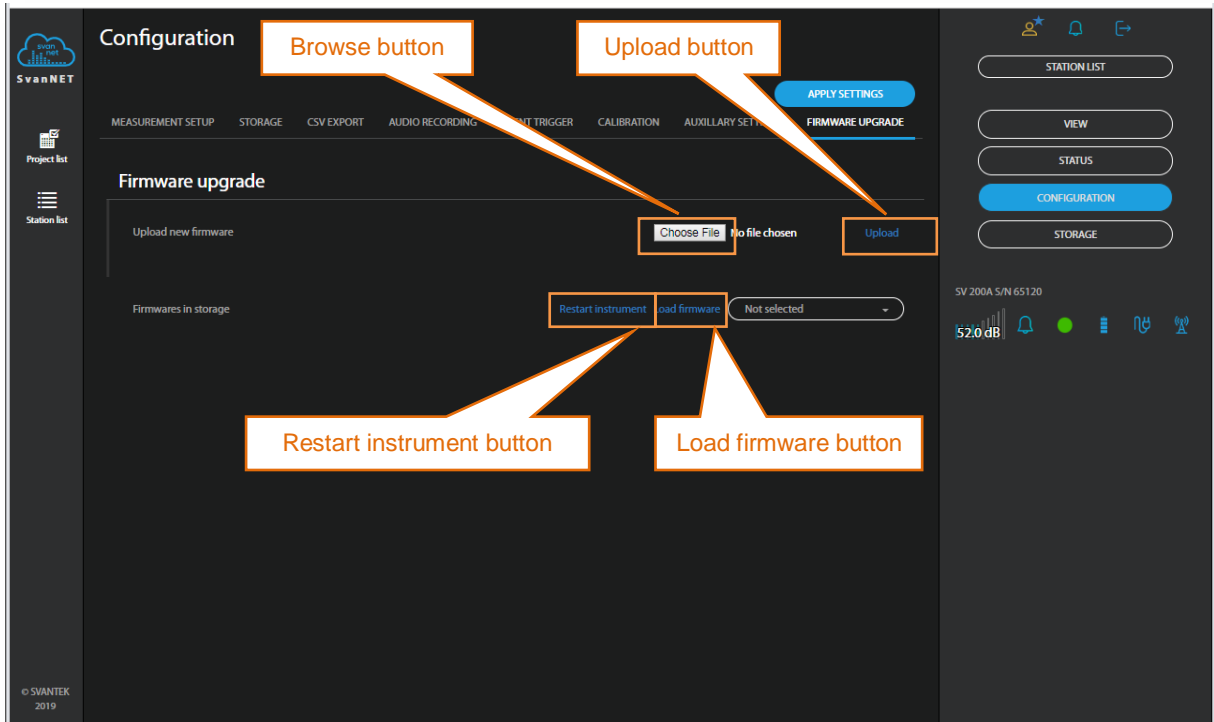 svan
net
SvanNET
Project list
Station list
© SVANTEK
2019
Configuration
Browse button
Upload button
APPLY SETTINGS
MEASUREMENT SETUP STORAGE CSV EXPORT AUDIO RECORDING TRIGGER CALIBRATION AUXILLARY FIRMWARE UPGRADE
Firmware upgrade
Upload new firmware Choose File No file chosen Upload
Firmwares in storage Restart instrument Load firmware Not selected
Restart instrument button
Load firmware button
STATION LIST
VIEW
STATUS
CONFIGURATION
STORAGE
SV 200A S/N 65120
52.0 dB